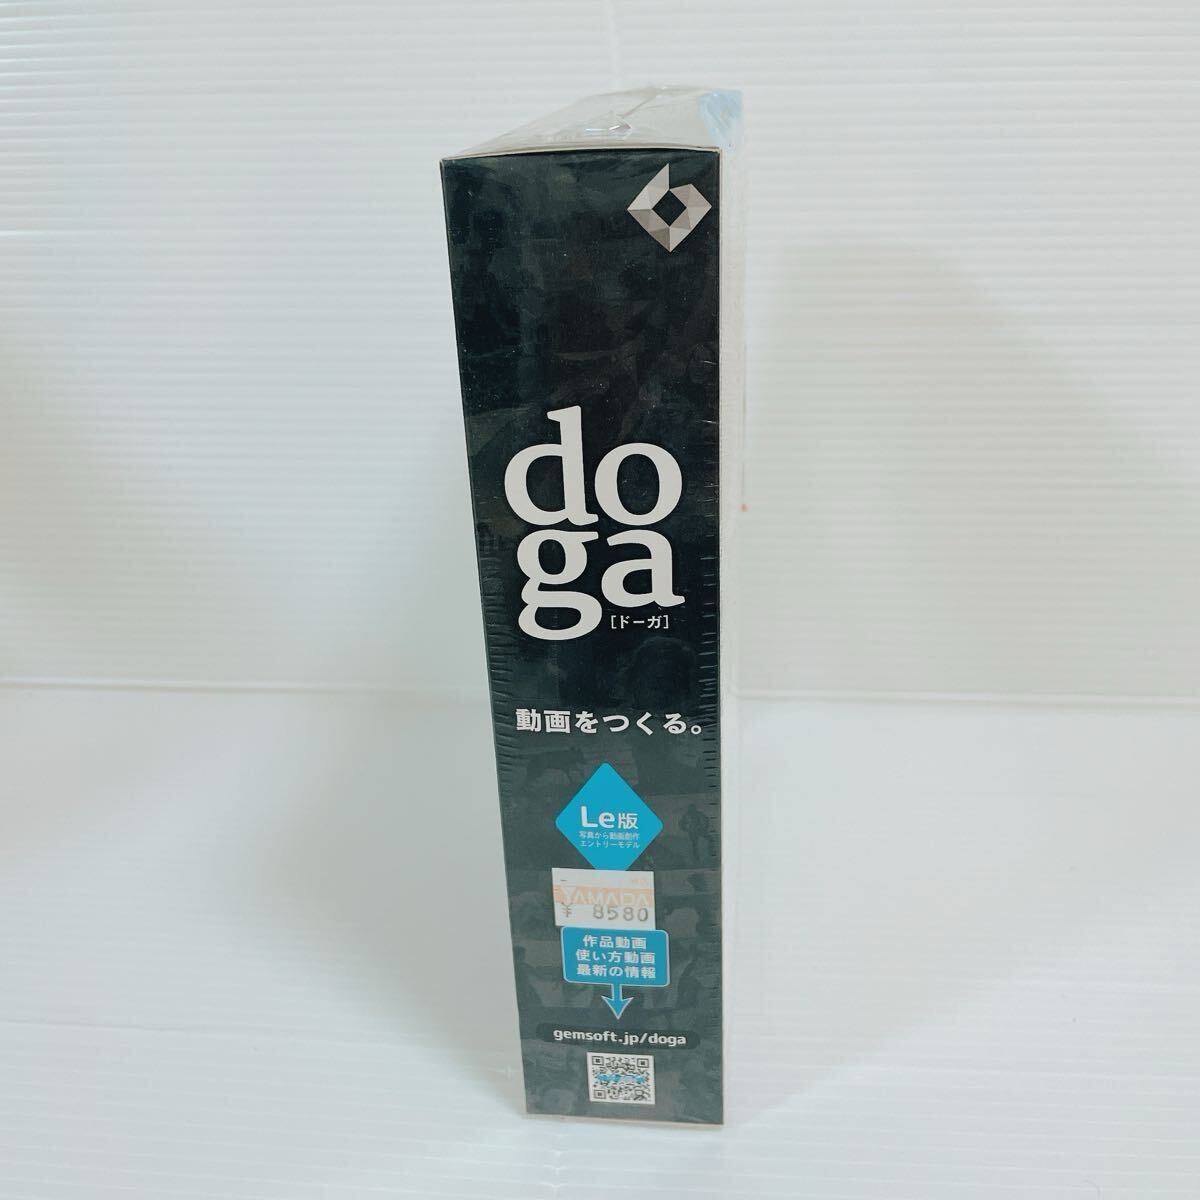 do
ga
[ドーガ]
動画をつくる。
Le版
写真から動画創作
エントリーモデル
YAMADA
¥ 8580
作品動画
使い方動画
最新の情報
gemsoft.jp/doga